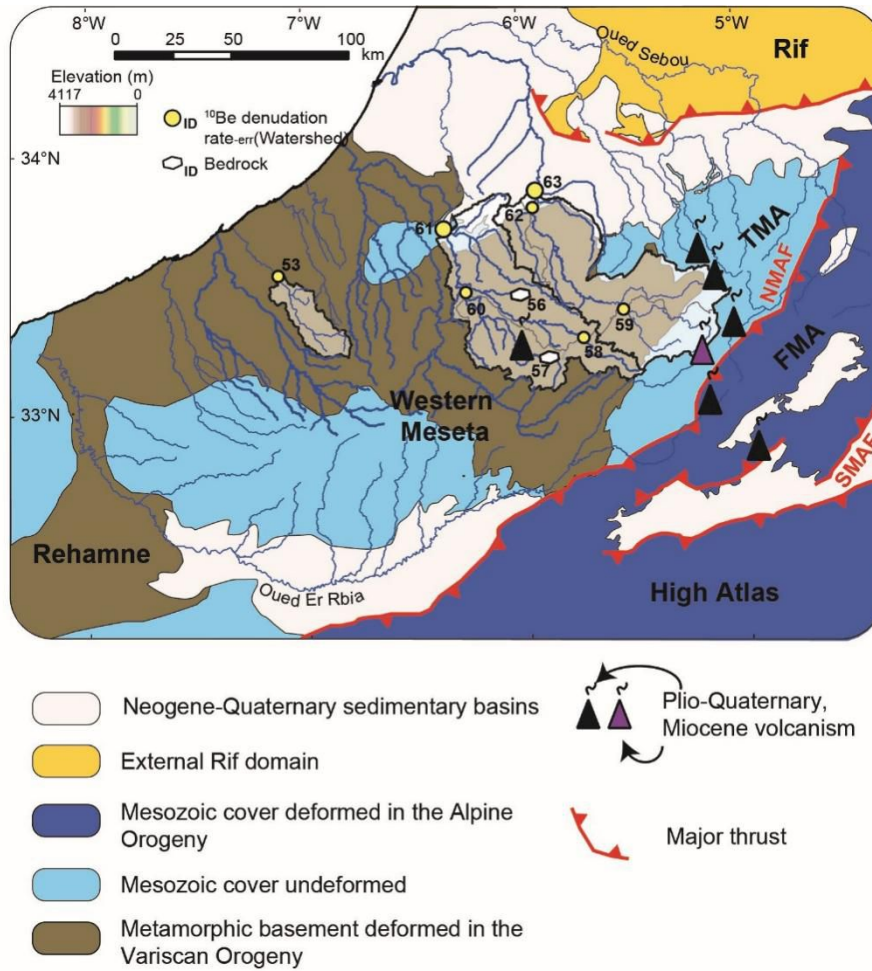 8°W 7°W 6°W 5°W
0 25 50 100
km
Oued Sebou
Rif
Elevation (m)
4117 0
ID 10Be denudation
rate-err(Watershed)
ID Bedrock
34°N
63
62
61
TMA
53
NMAF
56
60
59
58
57
FMA
33°N
Western
Meseta
SMAF
Rehamne
Oued Er Rbia
High Atlas
Neogene-Quaternary sedimentary basins
Plio-Quaternary,
Miocene volcanism
External Rif domain
Mesozoic cover deformed in the Alpine
Orogeny
Major thrust
Mesozoic cover undeformed
Metamorphic basement deformed in the
Variscan Orogeny